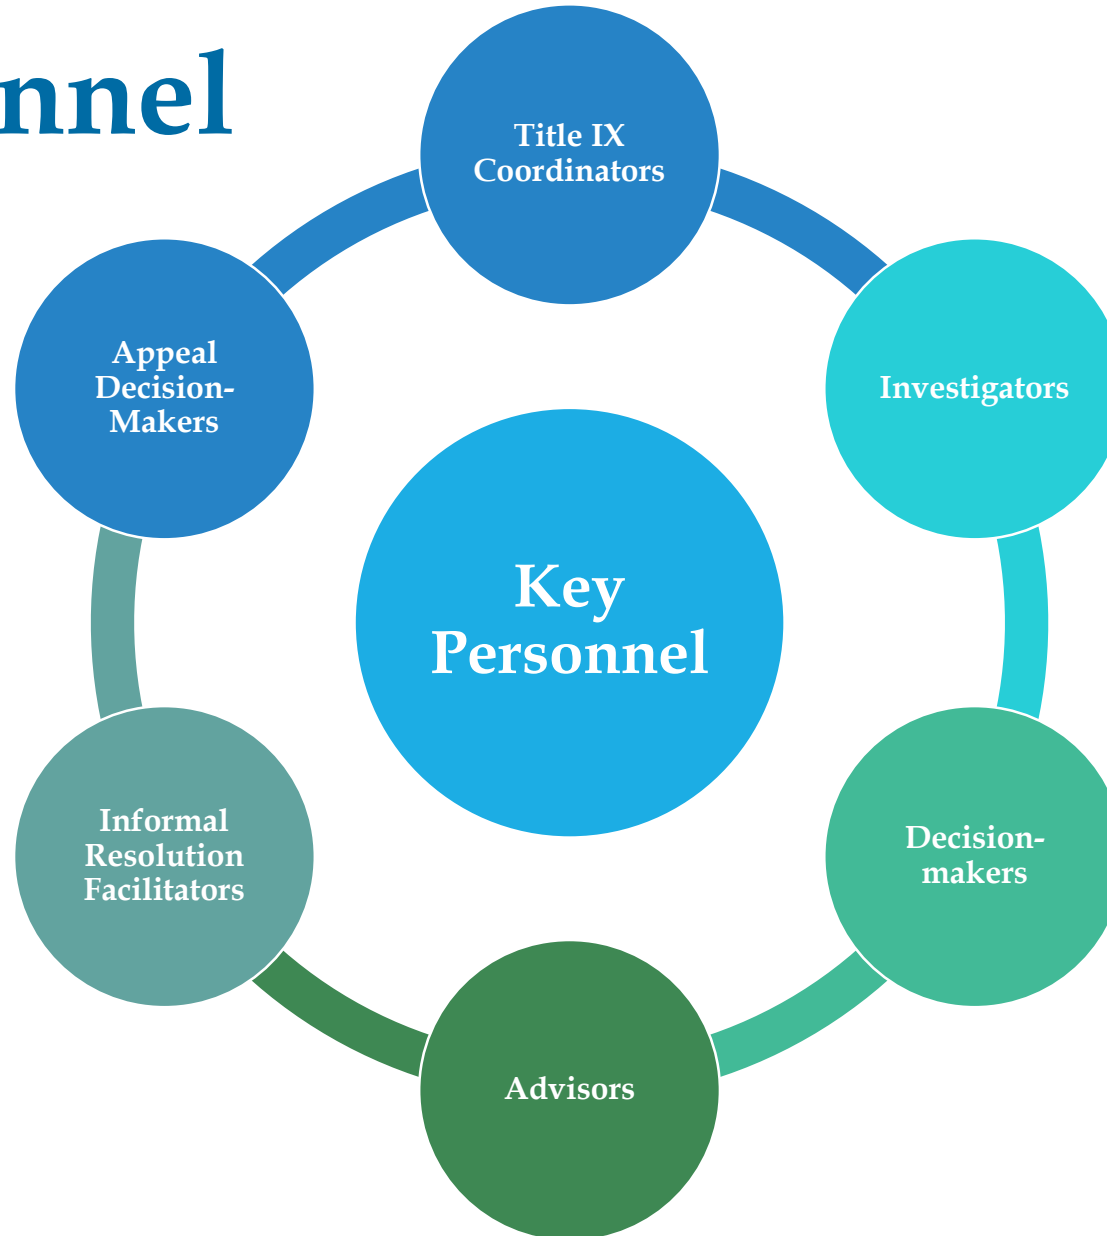 nnel
Title IX
Coordinators
Investigators
Decision-
makers
Advisors
Informal
Resolution
Facilitators
Appeal
Decision-
Makers
Key
Personnel